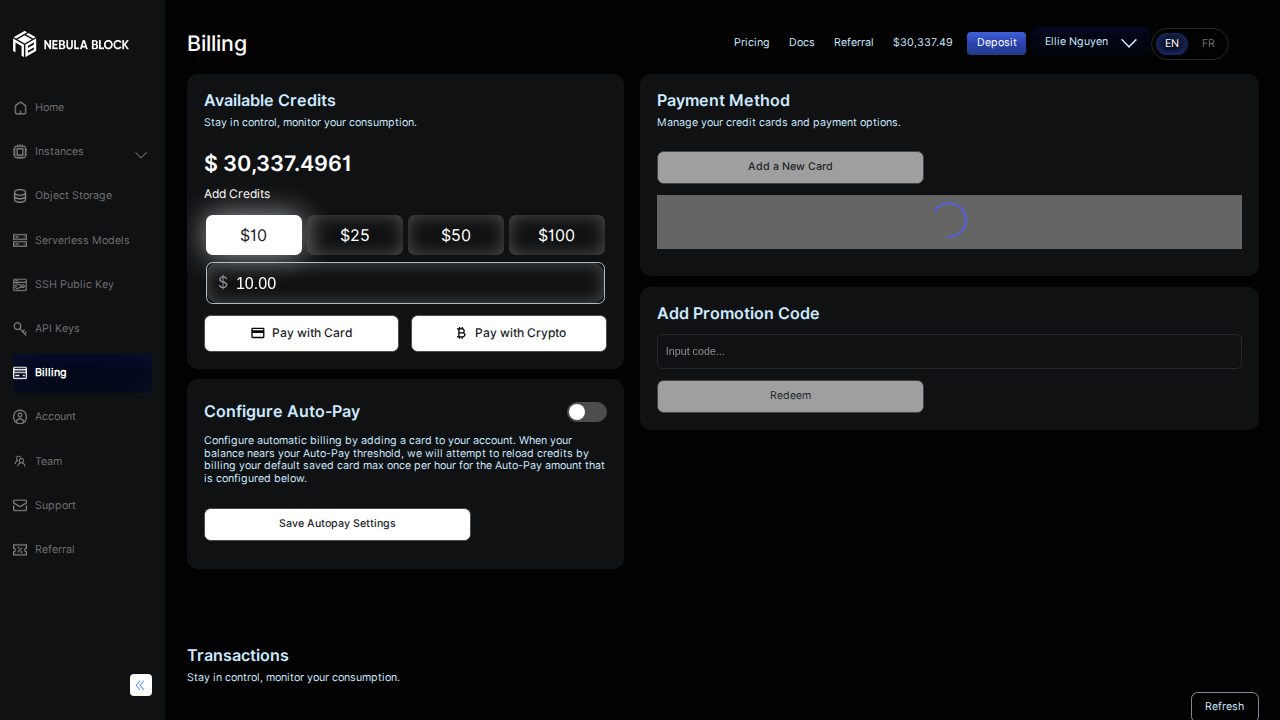 NEBULA BLOCK
Home
Instances
Object Storage
Serverless Models
SSH Public Key
API Keys
Billing
Account
Team
Support
Referral
Billing
Pricing
Docs
Referral
$30,337.49
Deposit
Ellie Nguyen
EN
FR
Available Credits
Stay in control, monitor your consumption.
$ 30,337.4961
Add Credits
$10
$25
$50
$100
$ 10.00
Pay with Card
Pay with Crypto
Configure Auto-Pay
Configure automatic billing by adding a card to your account. When your
balance nears your Auto-Pay threshold, we will attempt to reload credits by
billing your default saved card max once per hour for the Auto-Pay amount that
is configured below.
Save Autopay Settings
Payment Method
Manage your credit cards and payment options.
Add a New Card
Add Promotion Code
Input code...
Redeem
Transactions
Stay in control, monitor your consumption.
Refresh